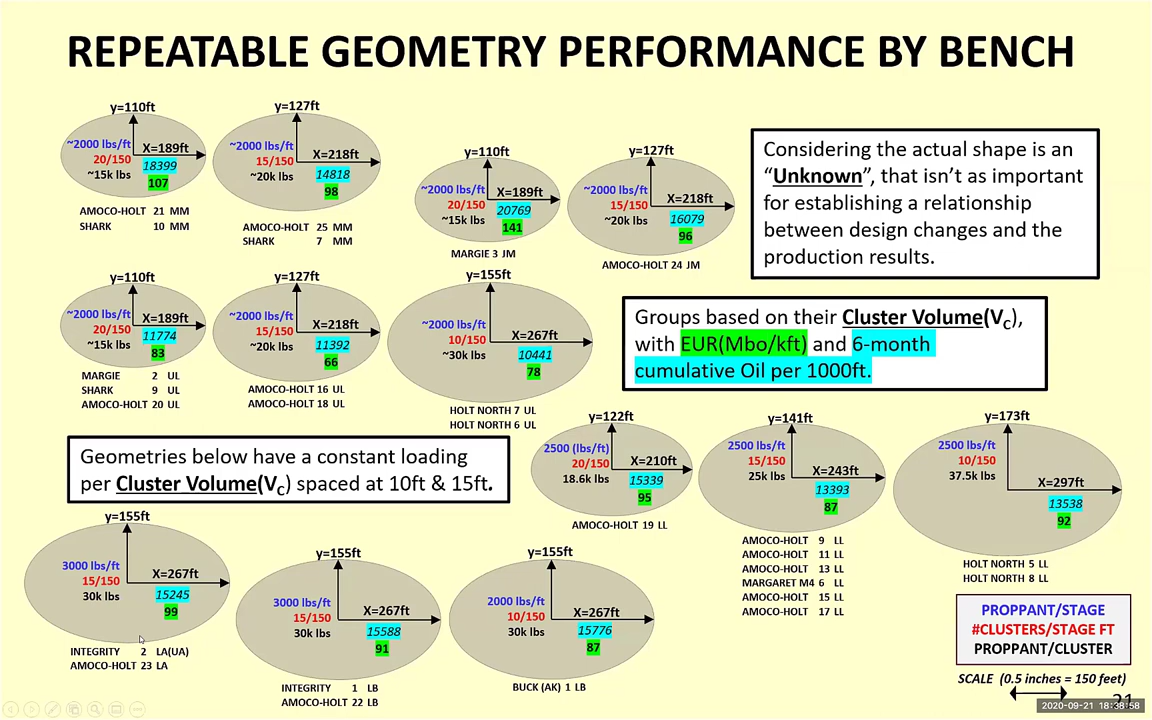 REPEATABLE GEOMETRY PERFORMANCE BY BENCH
y=110ft
~2000 lbs/ft
X=189ft
20/150
18399
~15k lbs
107
AMOCO-HOLT 21 MM
SHARK 10 MM
y=127ft
~2000 lbs/ft
X=218ft
15/150
14818
~20k lbs
98
AMOCO-HOLT 25 MM
SHARK 7 MM
y=110ft
~2000 lbs/ft
X=189ft
20/150
20769
~15k lbs
141
MARGIE 3 JM
y=127ft
~2000 lbs/ft
X=218ft
15/150
16079
~20k lbs
96
AMOCO-HOLT 24 JM
Considering the actual shape is an
“Unknown”, that isn’t as important
for establishing a relationship
between design changes and the
production results.
y=110ft
~2000 lbs/ft
X=189ft
20/150
11774
~15k lbs
83
MARGIE 2 UL
SHARK 9 UL
AMOCO-HOLT 20 UL
y=127ft
~2000 lbs/ft
X=218ft
15/150
11392
~20k lbs
66
AMOCO-HOLT 16 UL
AMOCO-HOLT 18 UL
y=155ft
~2000 lbs/ft
X=267ft
10/150
10441
~30k lbs
78
HOLT NORTH 7 UL
HOLT NORTH 6 UL
Groups based on their Cluster Volume(VC),
with EUR(Mbo/kft) and 6-month
cumulative Oil per 1000ft.
Geometries below have a constant loading
per Cluster Volume(VC) spaced at 10ft & 15ft.
y=122ft
2500 (lbs/ft)
X=210ft
20/150
15339
18.6k lbs
95
AMOCO-HOLT 19 LL
y=141ft
2500 lbs/ft
X=243ft
15/150
13393
25k lbs
87
AMOCO-HOLT 9 LL
AMOCO-HOLT 11 LL
AMOCO-HOLT 13 LL
MARGARET M4 6 LL
AMOCO-HOLT 15 LL
AMOCO-HOLT 17 LL
y=173ft
2500 lbs/ft
X=297ft
10/150
13538
37.5k lbs
92
HOLT NORTH 5 LL
HOLT NORTH 8 LL
y=155ft
3000 lbs/ft
X=267ft
15/150
15245
30k lbs
99
INTEGRITY 2 LA(UA)
AMOCO-HOLT 23 LA
y=155ft
3000 lbs/ft
X=267ft
15/150
15588
30k lbs
91
INTEGRITY 1 LB
AMOCO-HOLT 22 LB
y=155ft
2000 lbs/ft
X=267ft
10/150
15776
30k lbs
87
BUCK (AK) 1 LB
PROPPANT/STAGE
#CLUSTERS/STAGE FT
PROPPANT/CLUSTER
SCALE (0.5 inches = 150 feet)
21
2020-09-21 18:38:58